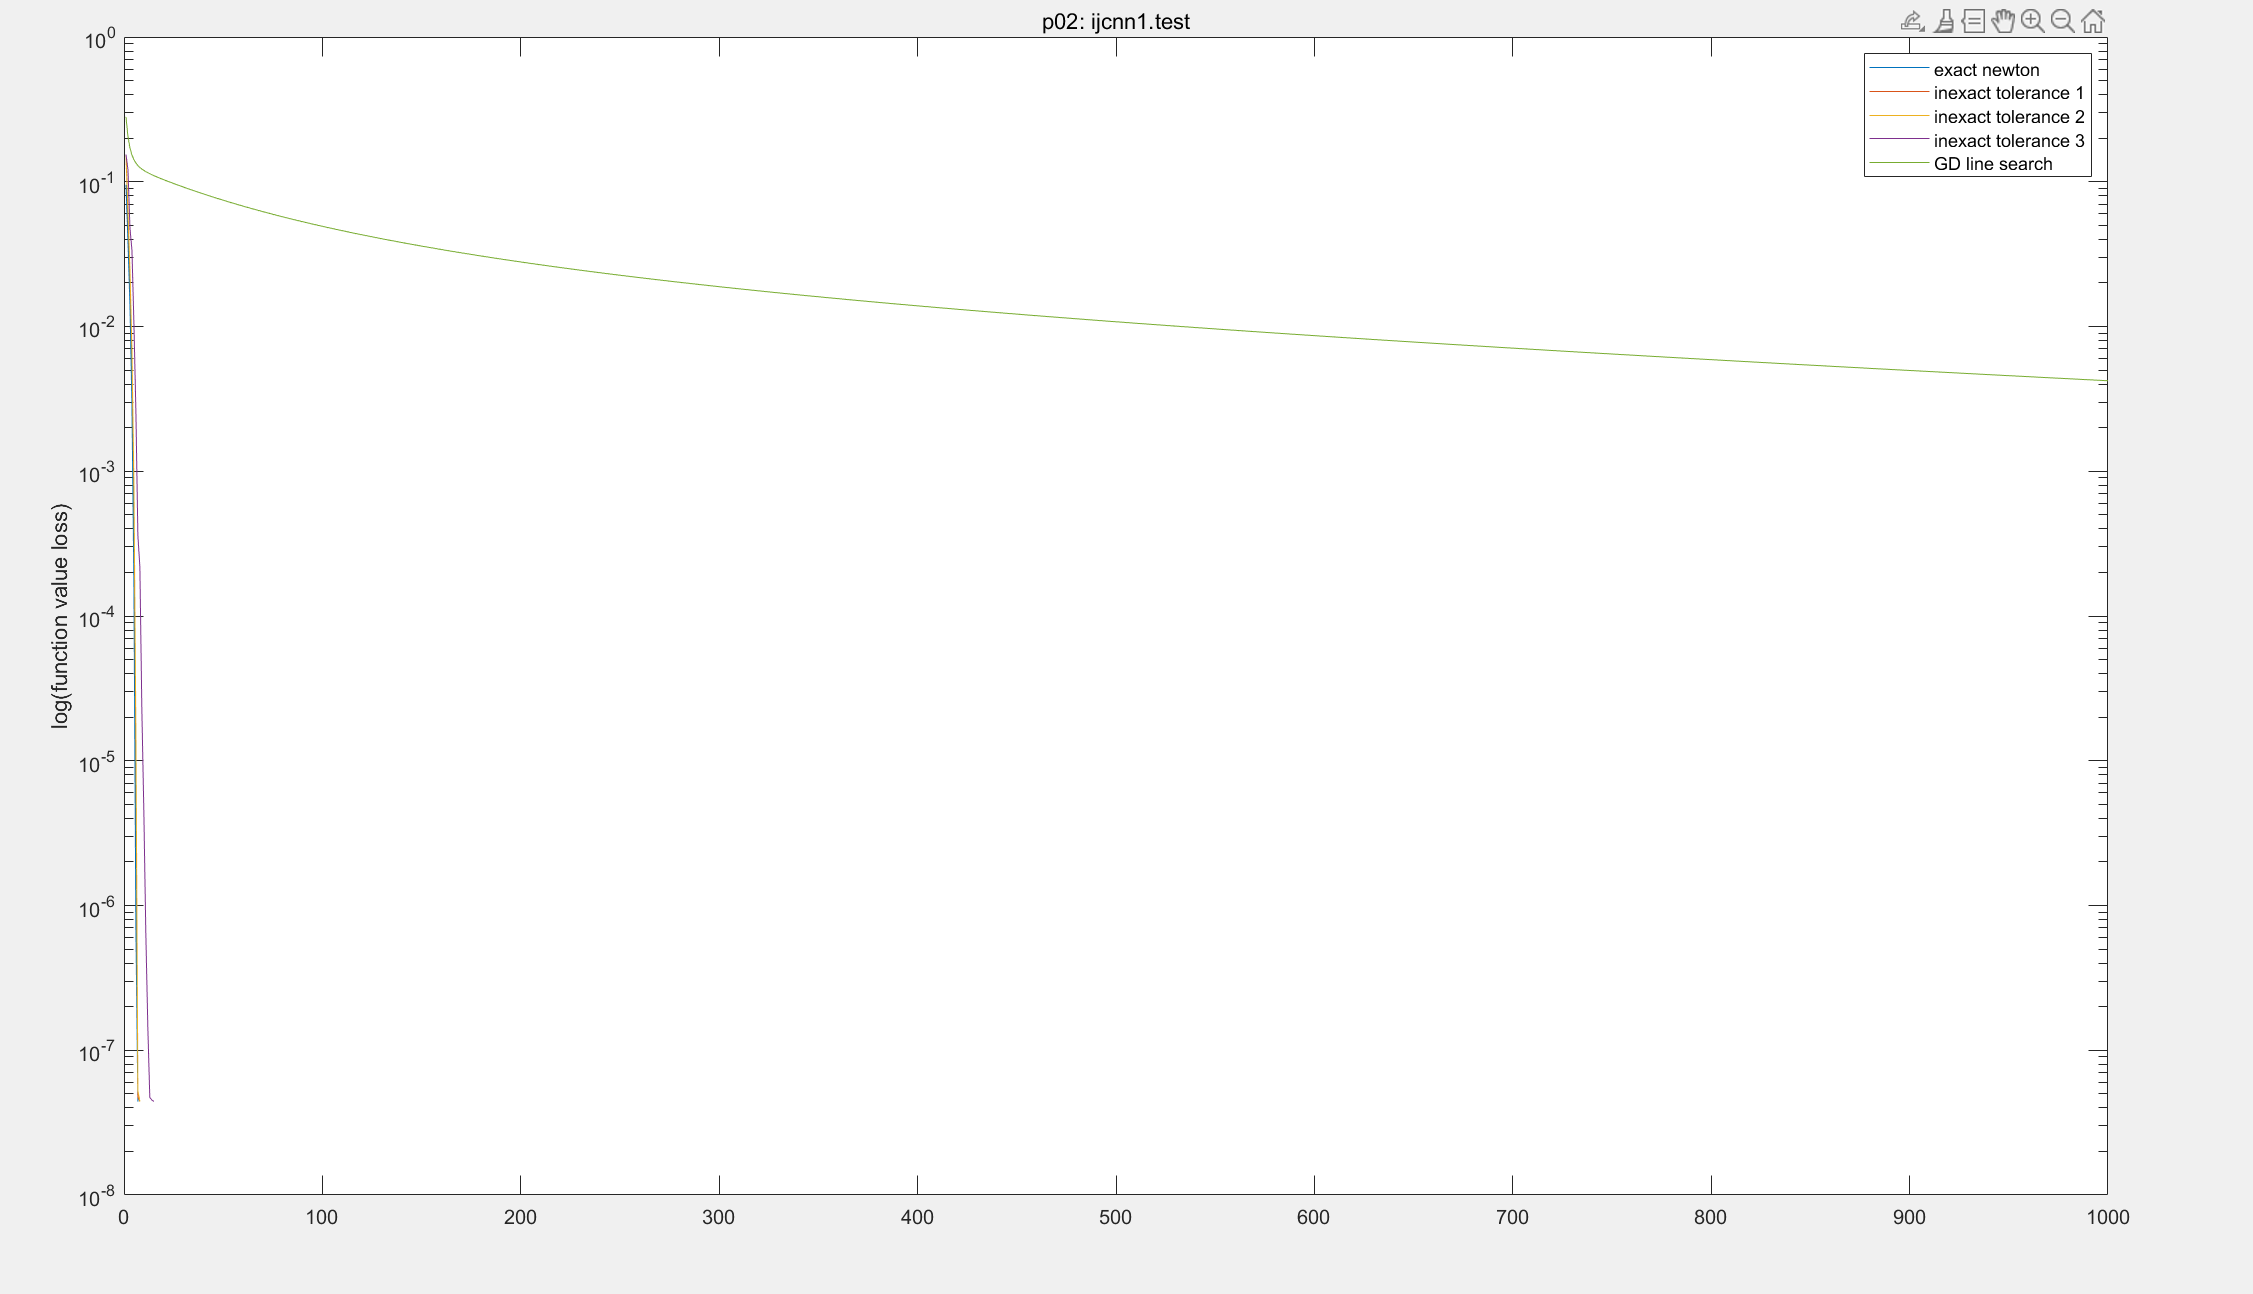 p02: ijcnn1.test
10^0
10^-1
10^-2
10^-3
10^-4
10^-5
10^-6
10^-7
10^-8
log(function value loss)
exact newton
inexact tolerance 1
inexact tolerance 2
inexact tolerance 3
GD line search
0 100 200 300 400 500 600 700 800 900 1000